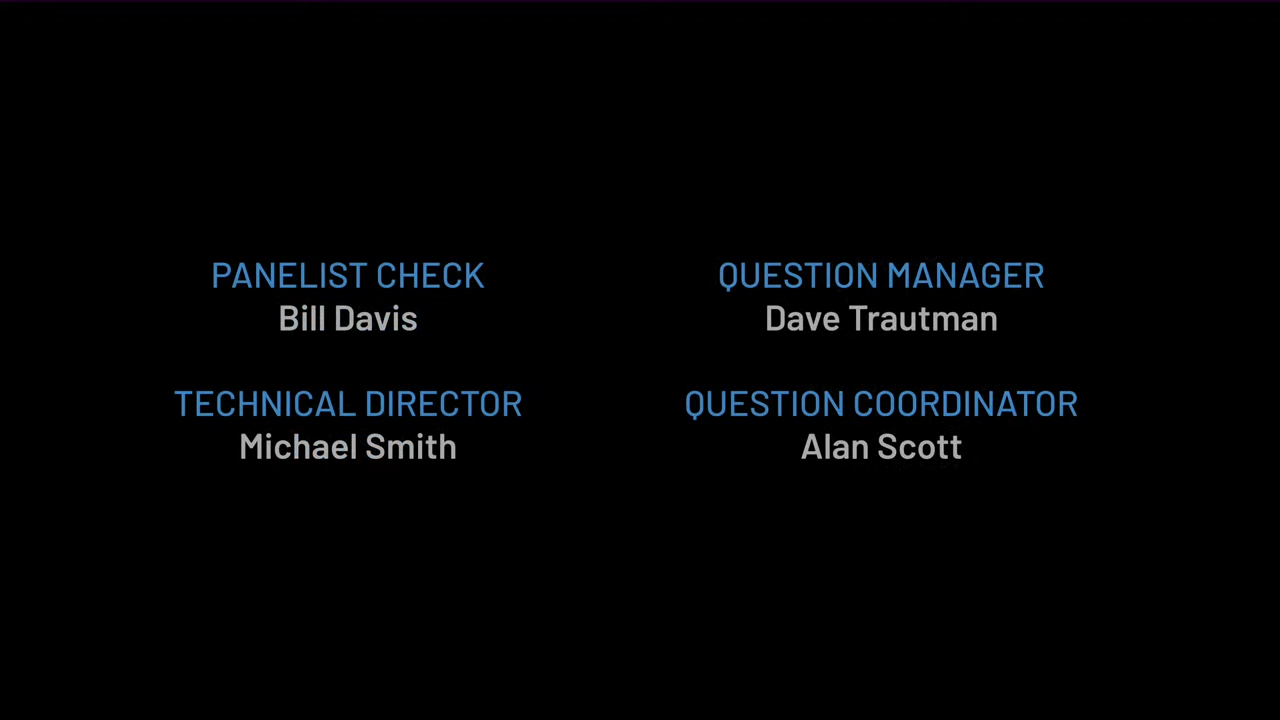 PANELIST CHECK
Bill Davis
TECHNICAL DIRECTOR
Michael Smith
QUESTION MANAGER
Dave Trautman
QUESTION COORDINATOR
Alan Scott